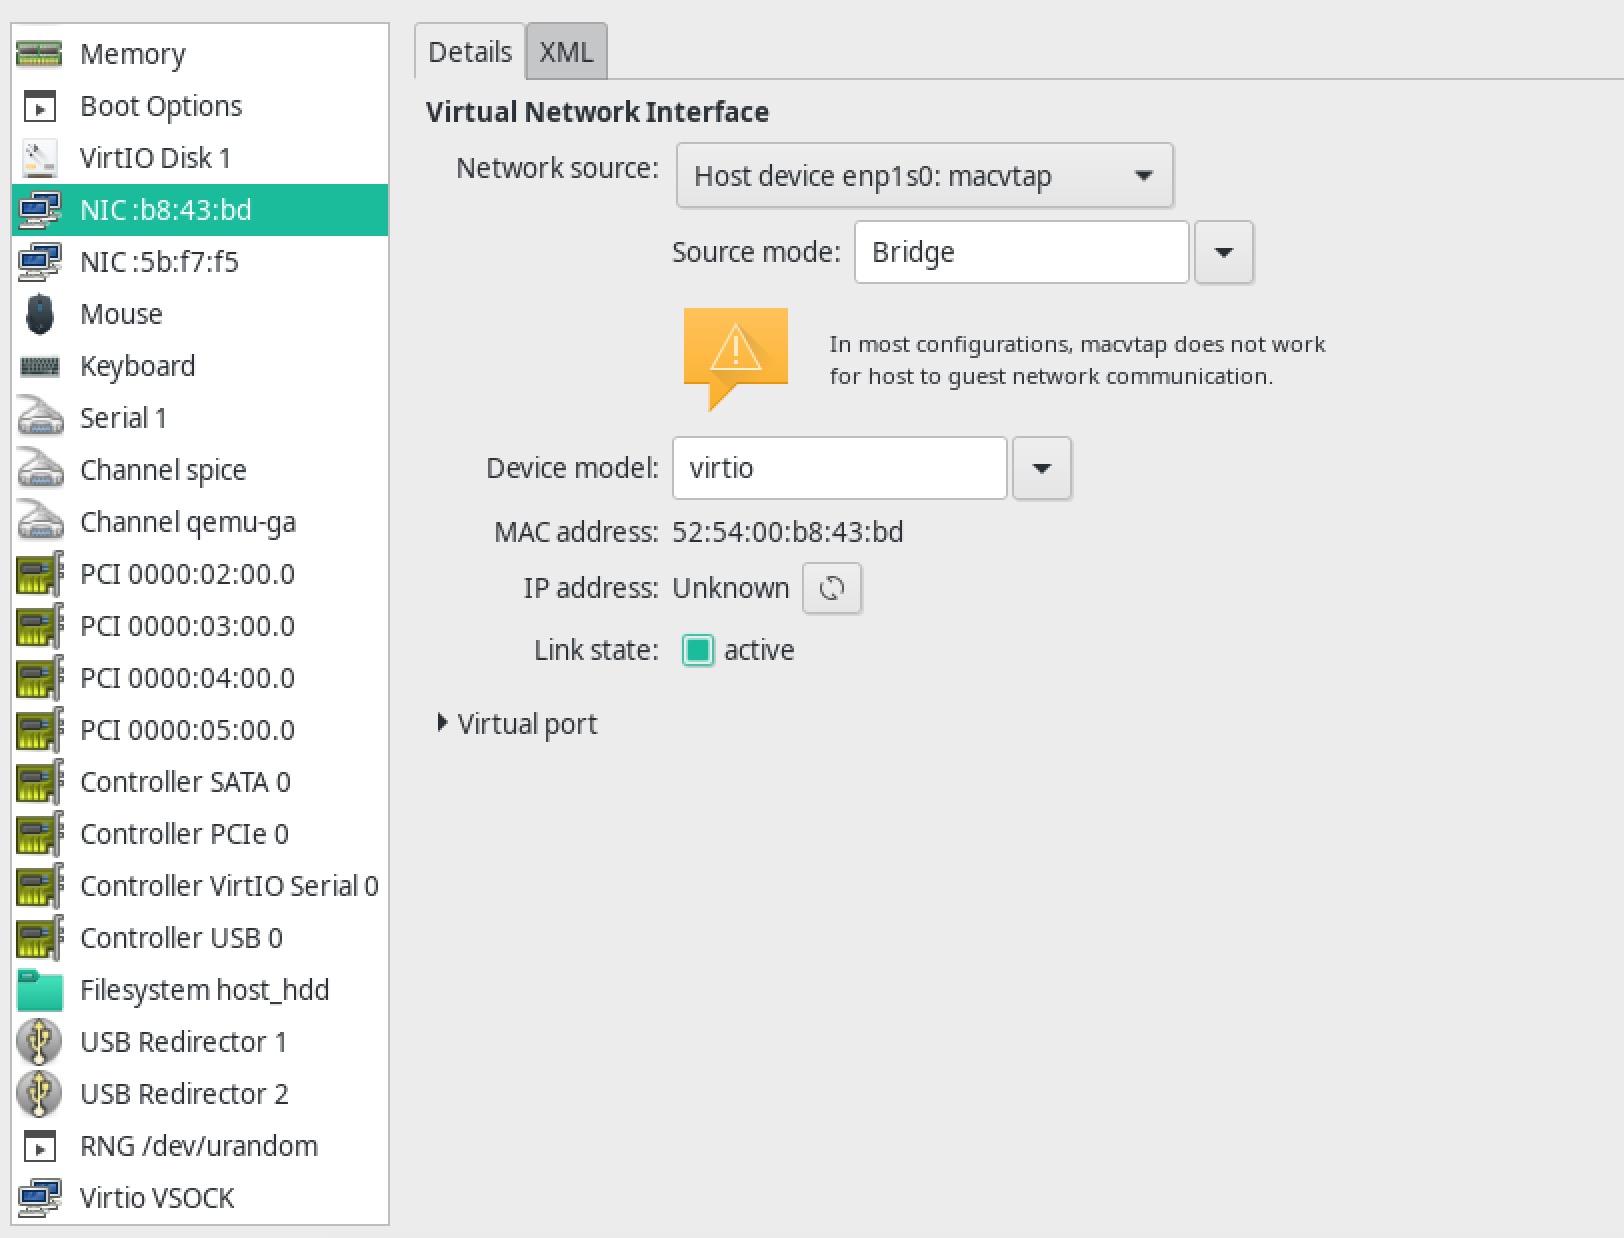 Memory
Boot Options
VirtIO Disk 1
NIC :b8:43:bd
NIC :5b:f7:f5
Mouse
Keyboard
Serial 1
Channel spice
Channel qemu-ga
PCI 0000:02:00.0
PCI 0000:03:00.0
PCI 0000:04:00.0
PCI 0000:05:00.0
Controller SATA 0
Controller PCIe 0
Controller VirtIO Serial 0
Controller USB 0
Filesystem host_hdd
USB Redirector 1
USB Redirector 2
RNG /dev/urandom
Virtio VSOCK
Details XML
Virtual Network Interface
Network source: Host device enp1s0: macvtap
Source mode: Bridge
In most configurations, macvtap does not work
for host to guest network communication.
Device model: virtio
MAC address: 52:54:00:b8:43:bd
IP address: Unknown
Link state: active
Virtual port